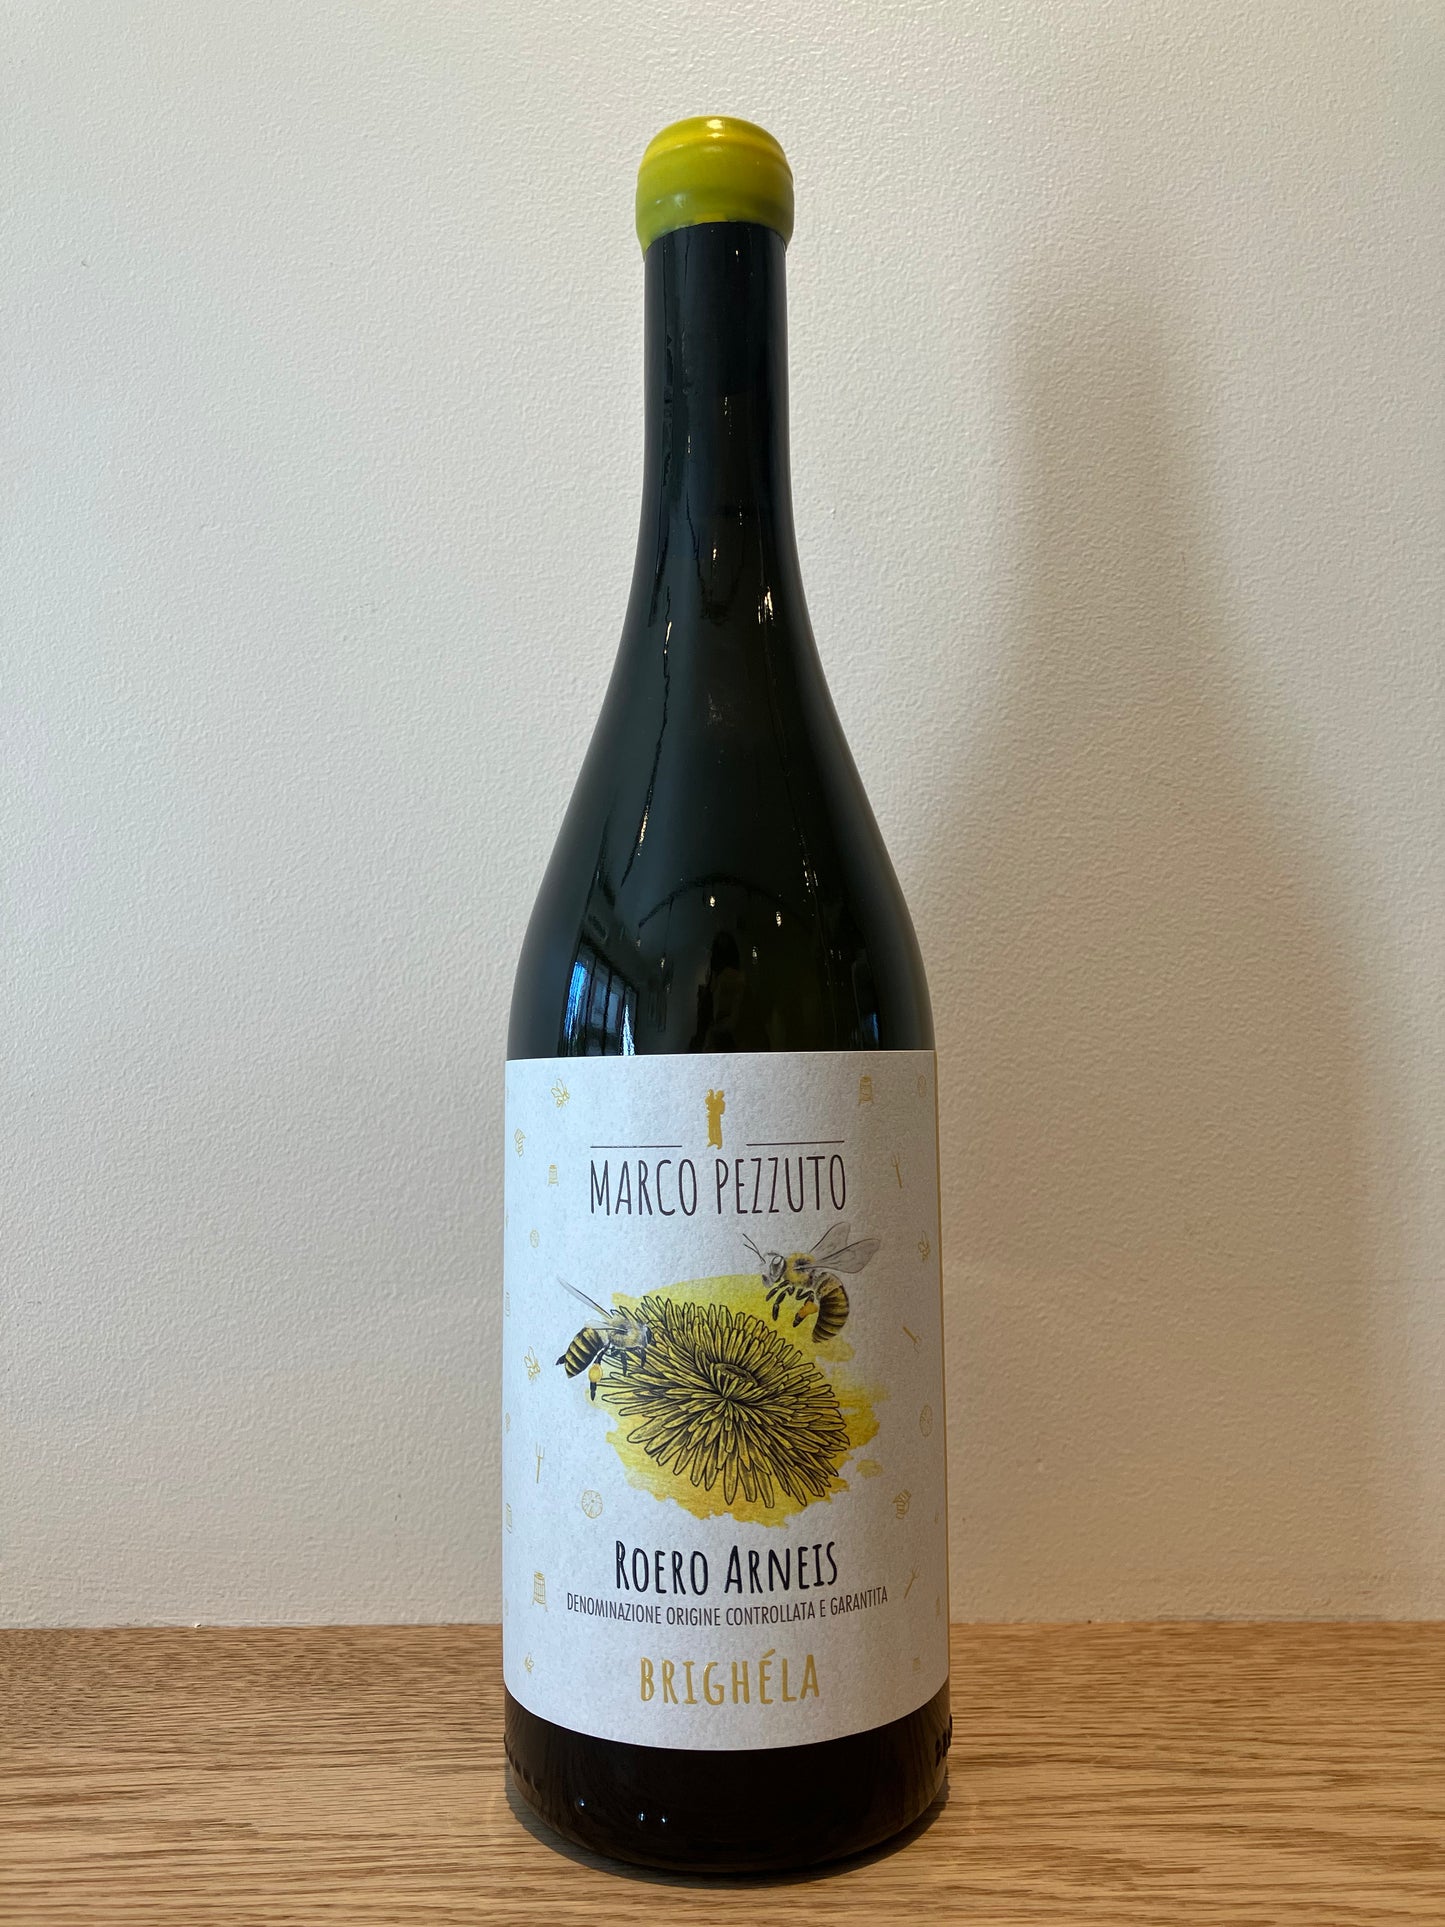 MARCO PEZZUTO
ROERO ARNEIS
DENOMINAZIONE ORIGINE CONTROLLATA E GARANTITA
BRIGHÉLA